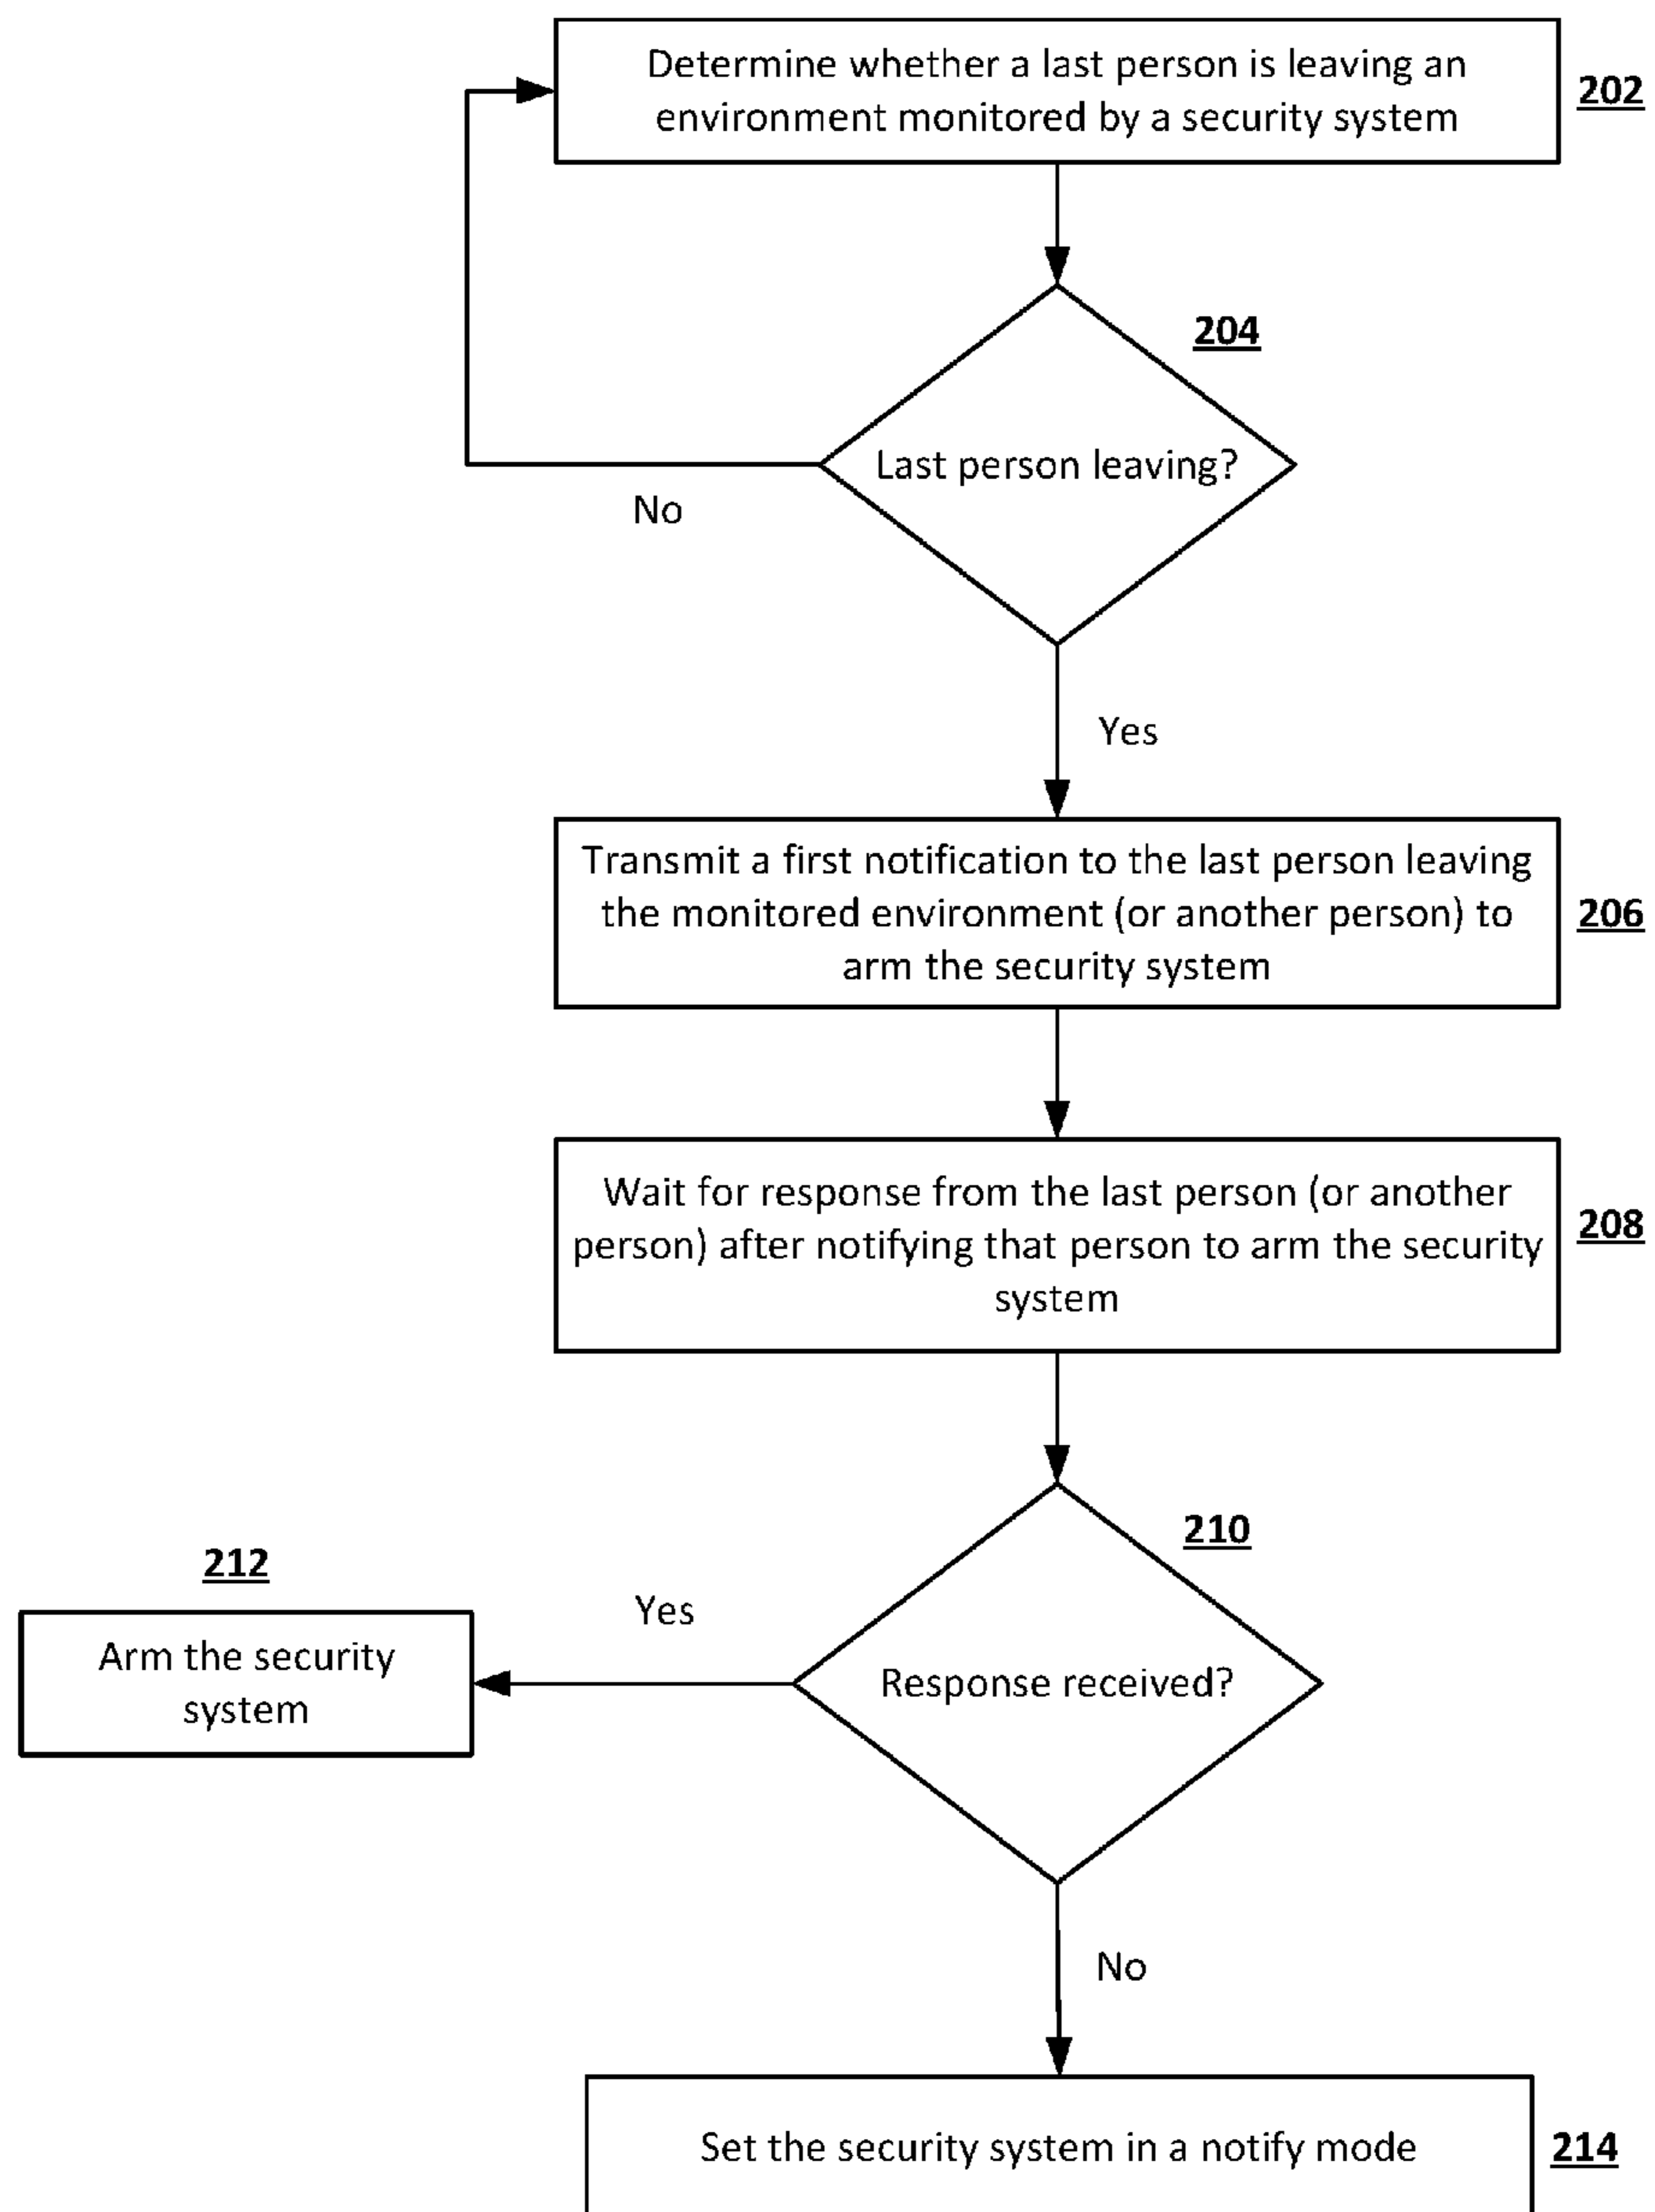 Determine whether a last person is leaving an
environment monitored by a security system
202
204
Last person leaving?
No
Yes
Transmit a first notification to the last person leaving
the monitored environment (or another person) to
arm the security system
206
Wait for response from the last person (or another
person) after notifying that person to arm the security
system
208
210
212
Yes
Arm the security
system
Response received?
No
Set the security system in a notify mode
214